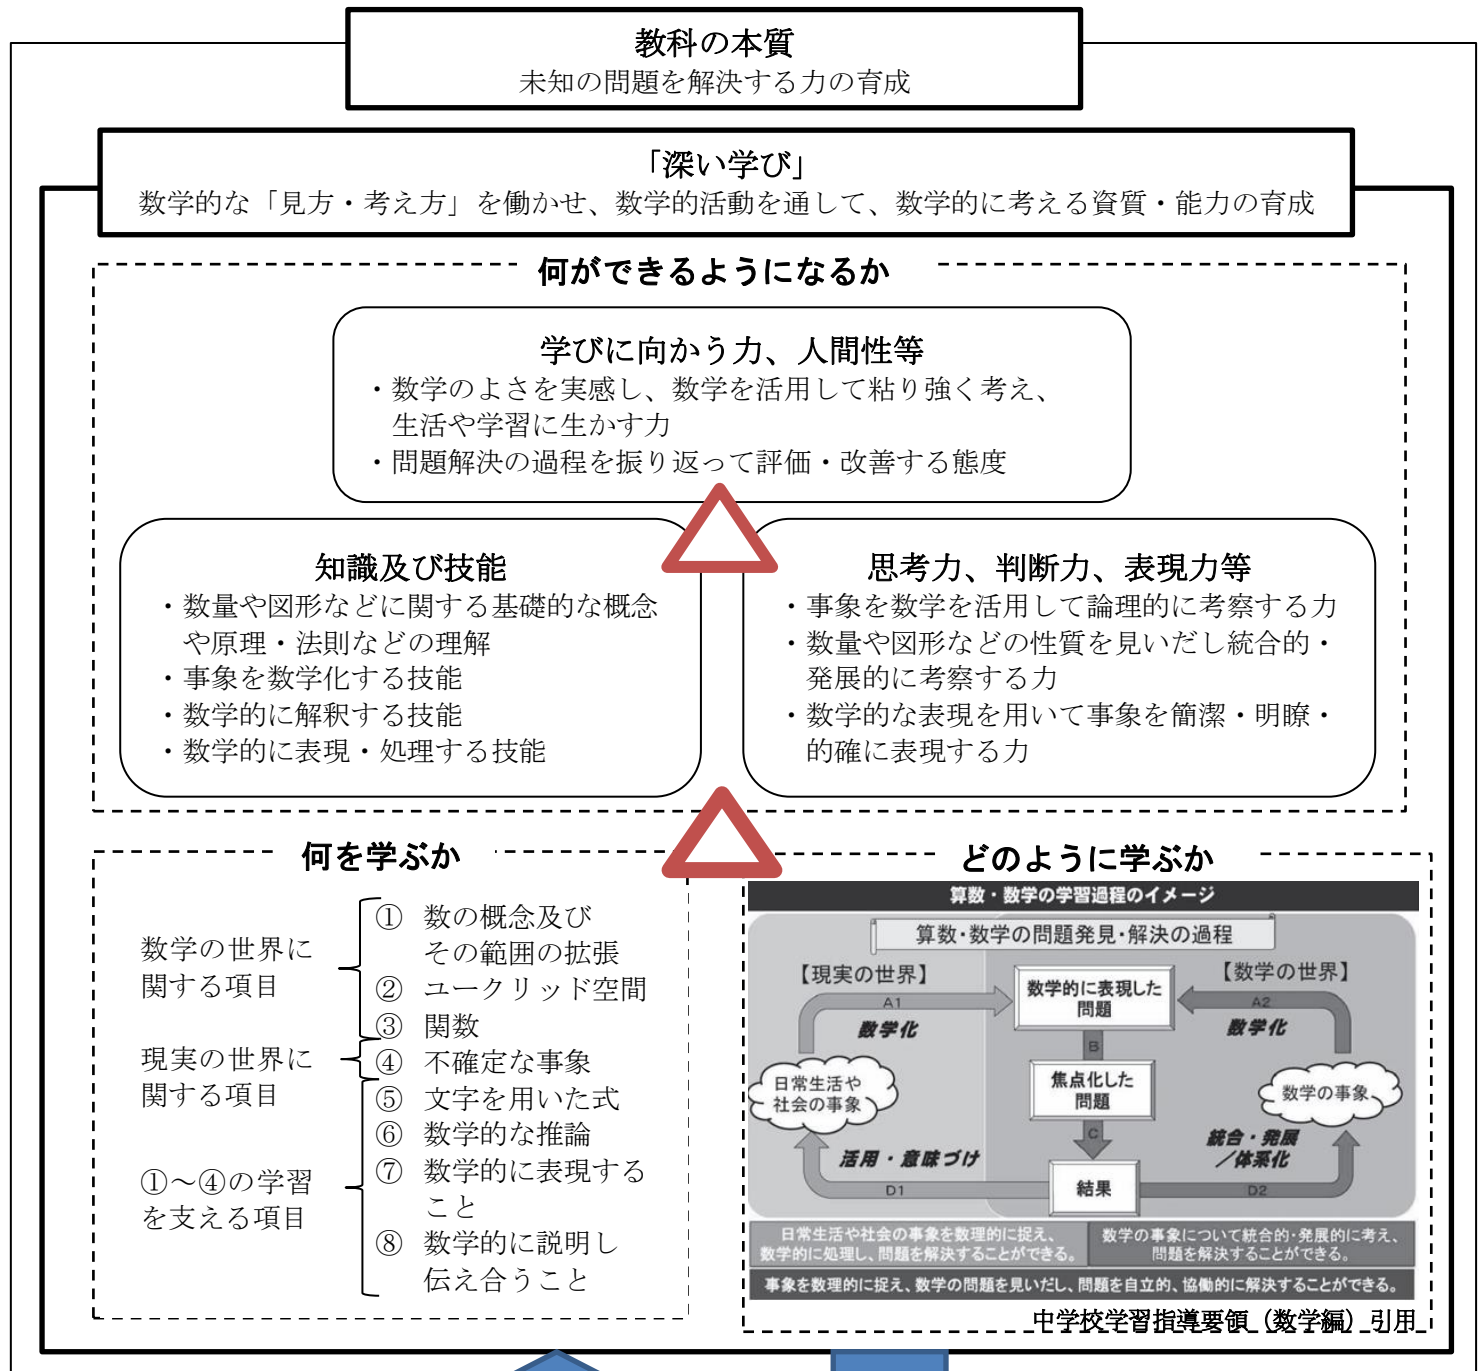 教科の本質
未知の問題を解決する力の育成
「深い学び」
数学的な「見方・考え方」を働かせ、数学的活動を通して、数学的に考える資質・能力の育成
何ができるようになるか
学びに向かう力、人間性等
・数学のよさを実感し、数学を活用して粘り強く考え、
生活や学習に生かす力
・問題解決の過程を振り返って評価・改善する態度
知識及び技能
・数量や図形などに関する基礎的な概念
や原理・法則などの理解
・事象を数学化する技能
・数学的に解釈する技能
・数学的に表現・処理する技能
思考力、判断力、表現力等
・事象を数学を活用して論理的に考察する力
・数量や図形などの性質を見いだし統合的・
発展的に考察する力
・数学的な表現を用いて事象を簡潔・明瞭・
的確に表現する力
何を学ぶか
数学の世界に
関する項目
① 数の概念及び
その範囲の拡張
② ユークリッド空間
③ 関数
現実の世界に
関する項目
④ 不確定な事象
①～④の学習
を支える項目
⑤ 文字を用いた式
⑥ 数学的な推論
⑦ 数学的に表現する
こと
⑧ 数学的に説明し
伝え合うこと
どのように学ぶか
算数・数学の学習過程のイメージ
算数・数学の問題発見・解決の過程
【現実の世界】
【数学の世界】
A1
数学化
数学的に表現した
問題
A2
数学化
B
日常生活や
社会の事象
焦点化した
問題
数学の事象
C
活用・意味づけ
統合・発展
／体系化
D1
結果
D2
日常生活や社会の事象を数理的に捉え、
数学的に処理し、問題を解決することができる。
数学の事象について統合的・発展的に考え、
問題を解決することができる。
事象を数理的に捉え、数学の問題を見いだし、問題を自立的、協働的に解決することができる。
中学校学習指導要領（数学編）引用